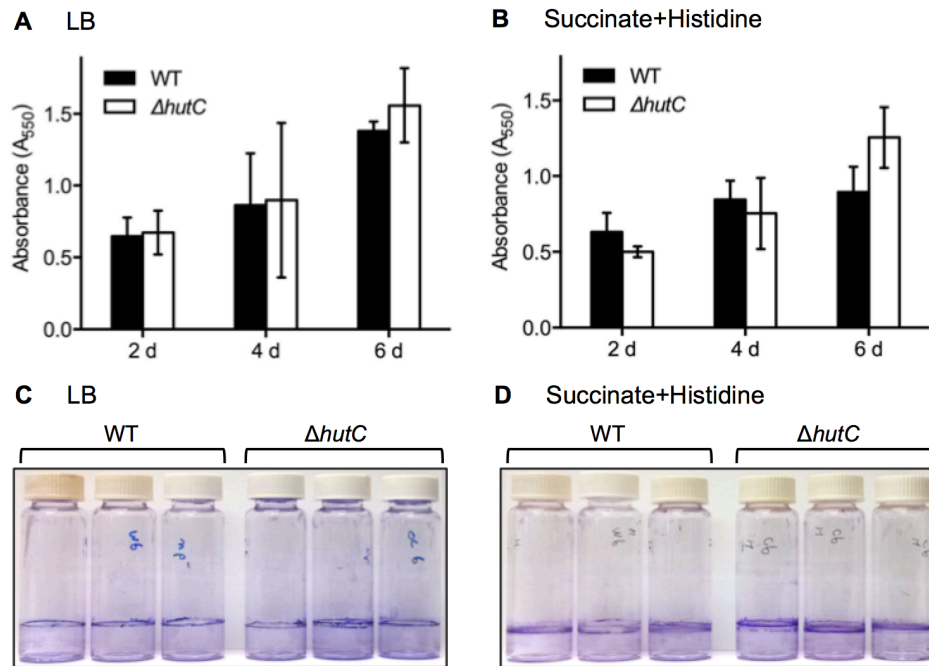 A LB
Absorbance (A550)
WT
ΔhutC
1.5
1.0
0.5
0.0
2 d 4 d 6 d
B Succinate+Histidine
Absorbance (A550)
WT
ΔhutC
1.5
1.0
0.5
0.0
2 d 4 d 6 d
C LB
WT ΔhutC
D Succinate+Histidine
WT ΔhutC